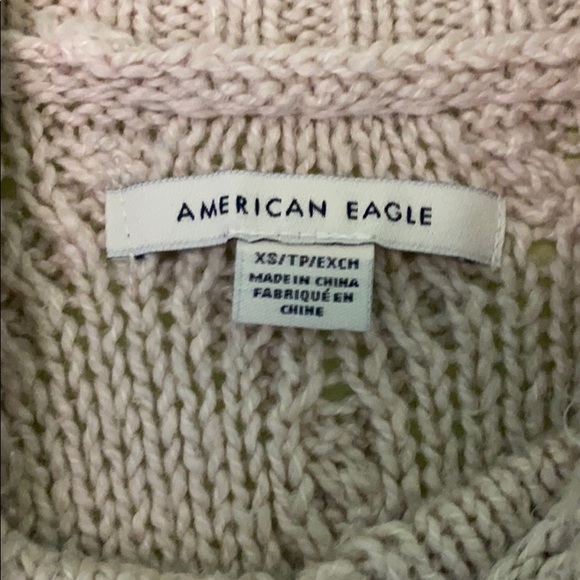 AMERICAN EAGLE
XS/TP/EXCH
MADE IN CHINA
FABRIQUÉ EN
CHINE